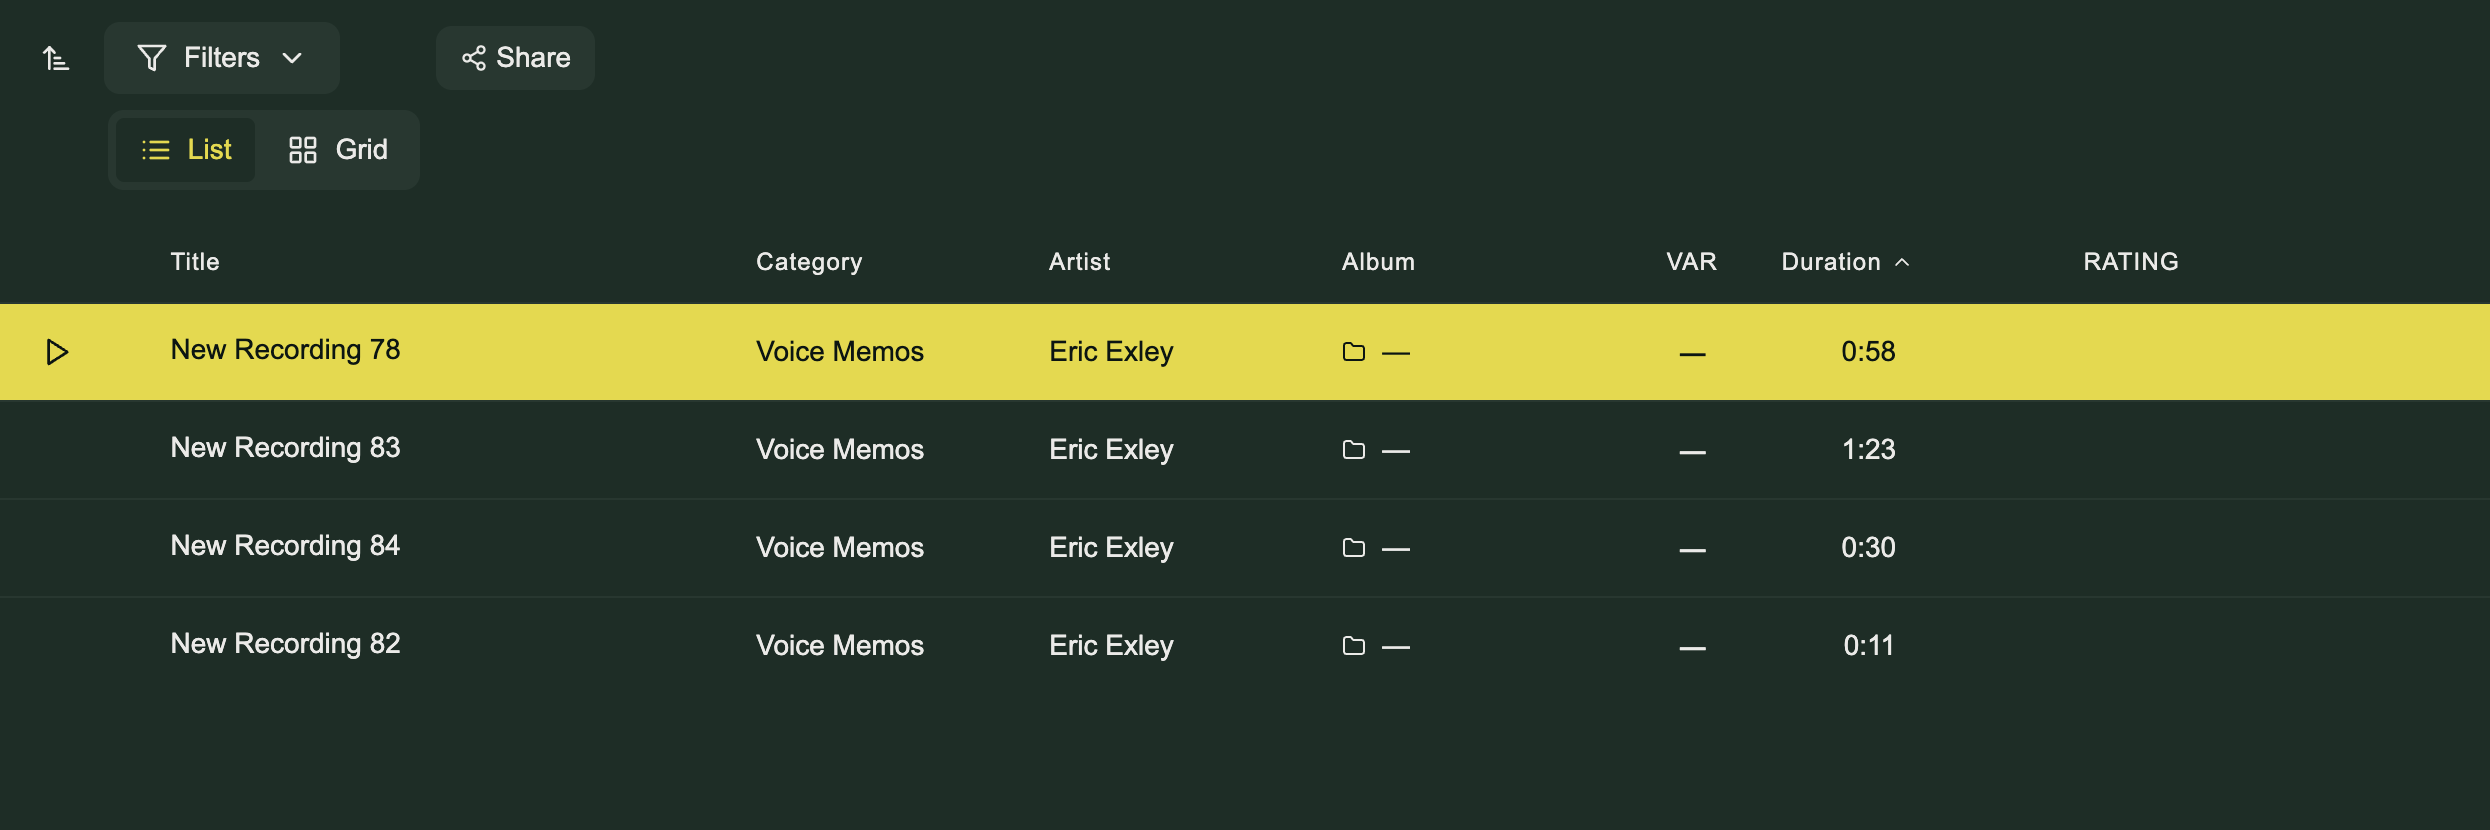 Filters
Share
List Grid
Title Category Artist Album VAR Duration RATING
New Recording 78 Voice Memos Eric Exley — — 0:58
New Recording 83 Voice Memos Eric Exley — — 1:23
New Recording 84 Voice Memos Eric Exley — — 0:30
New Recording 82 Voice Memos Eric Exley — — 0:11